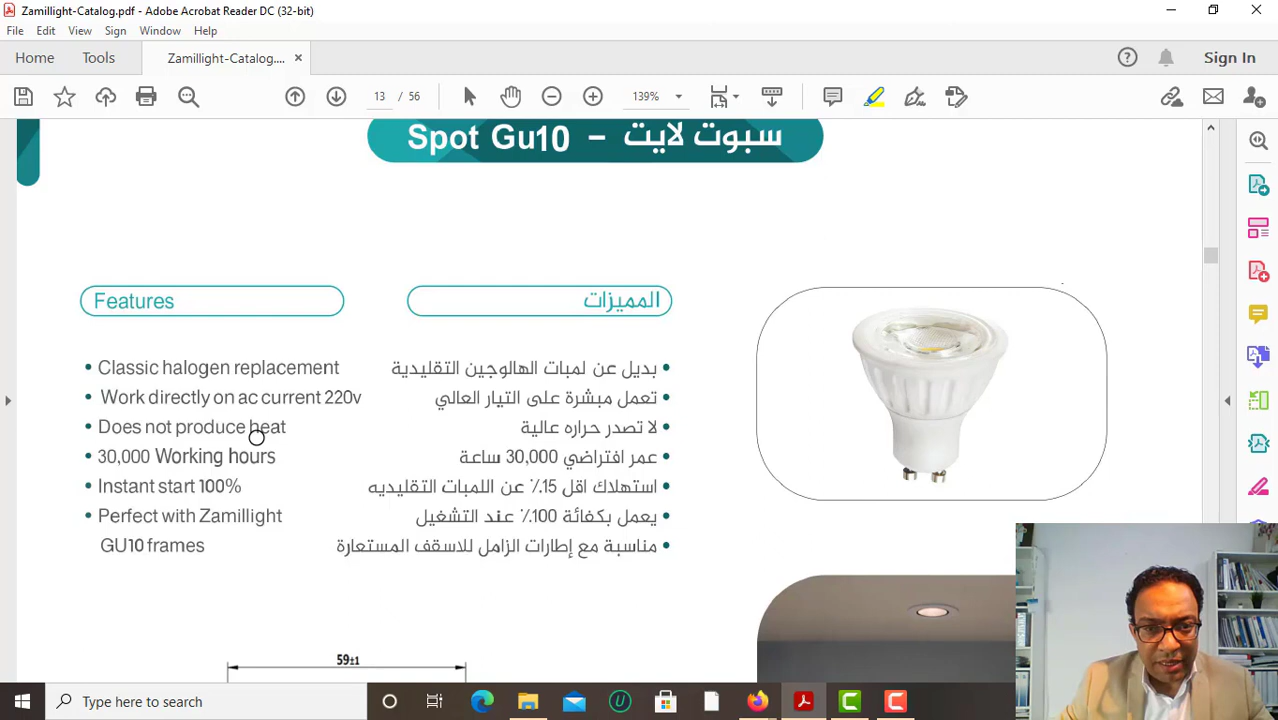 Zamillight-Catalog.pdf - Adobe Acrobat Reader DC (32-bit)
File Edit View Sign Window Help
Home Tools Zamillight-Catalog.... × Sign In
13 / 56 139%
Spot Gu10 – سبوت لايت
Features
المميزات
• Classic halogen replacement
• Work directly on ac current 220v
• Does not produce heat
• 30,000 Working hours
• Instant start 100%
• Perfect with Zamillight
GU10 frames
• بديل عن لمبات الهالوجين التقليدية
• تعمل مبشرة على التيار العالي
• لا تصدر حراره عالية
• عمر افتراضي 30,000 ساعة
• استهلاك اقل 15٪ عن اللمبات التقليديه
• يعمل بكفائة 100٪ عند التشغيل
• مناسبة مع إطارات الزامل للاسقف المستعارة
59±1
Type here to search